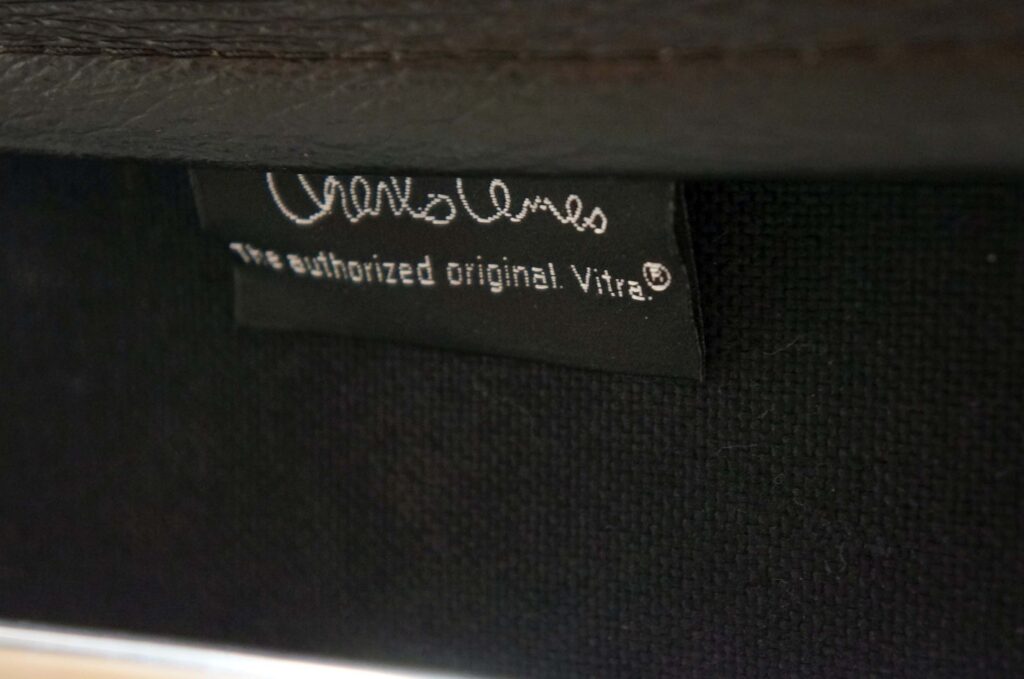 Charles Eames
The authorized original. Vitra.®